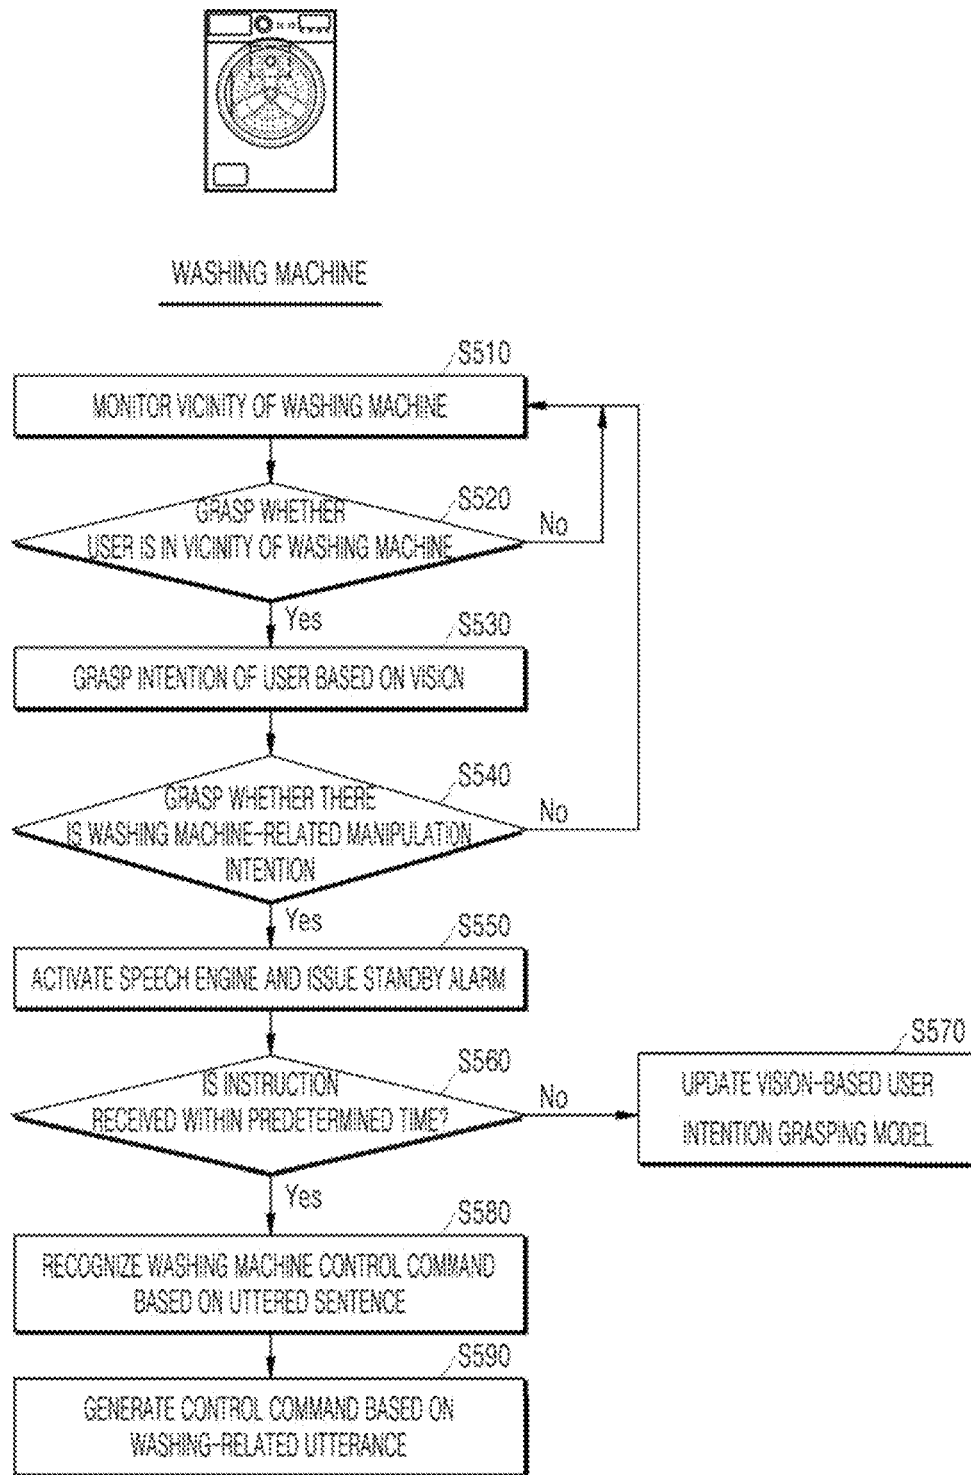 WASHING MACHINE
S510
MONITOR VICINITY OF WASHING MACHINE
S520
GRASP WHETHER
USER IS IN VICINITY OF WASHING MACHINE
No
Yes
S530
GRASP INTENTION OF USER BASED ON VISION
S540
GRASP WHETHER THERE
IS WASHING MACHINE-RELATED MANIPULATION
INTENTION
No
Yes
S550
ACTIVATE SPEECH ENGINE AND ISSUE STANDBY ALARM
S560
IS INSTRUCTION
RECEIVED WITHIN PREDETERMINED TIME?
No
S570
UPDATE VISION-BASED USER
INTENTION GRASPING MODEL
Yes
S580
RECOGNIZE WASHING MACHINE CONTROL COMMAND
BASED ON UTTERED SENTENCE
S590
GENERATE CONTROL COMMAND BASED ON
WASHING-RELATED UTTERANCE